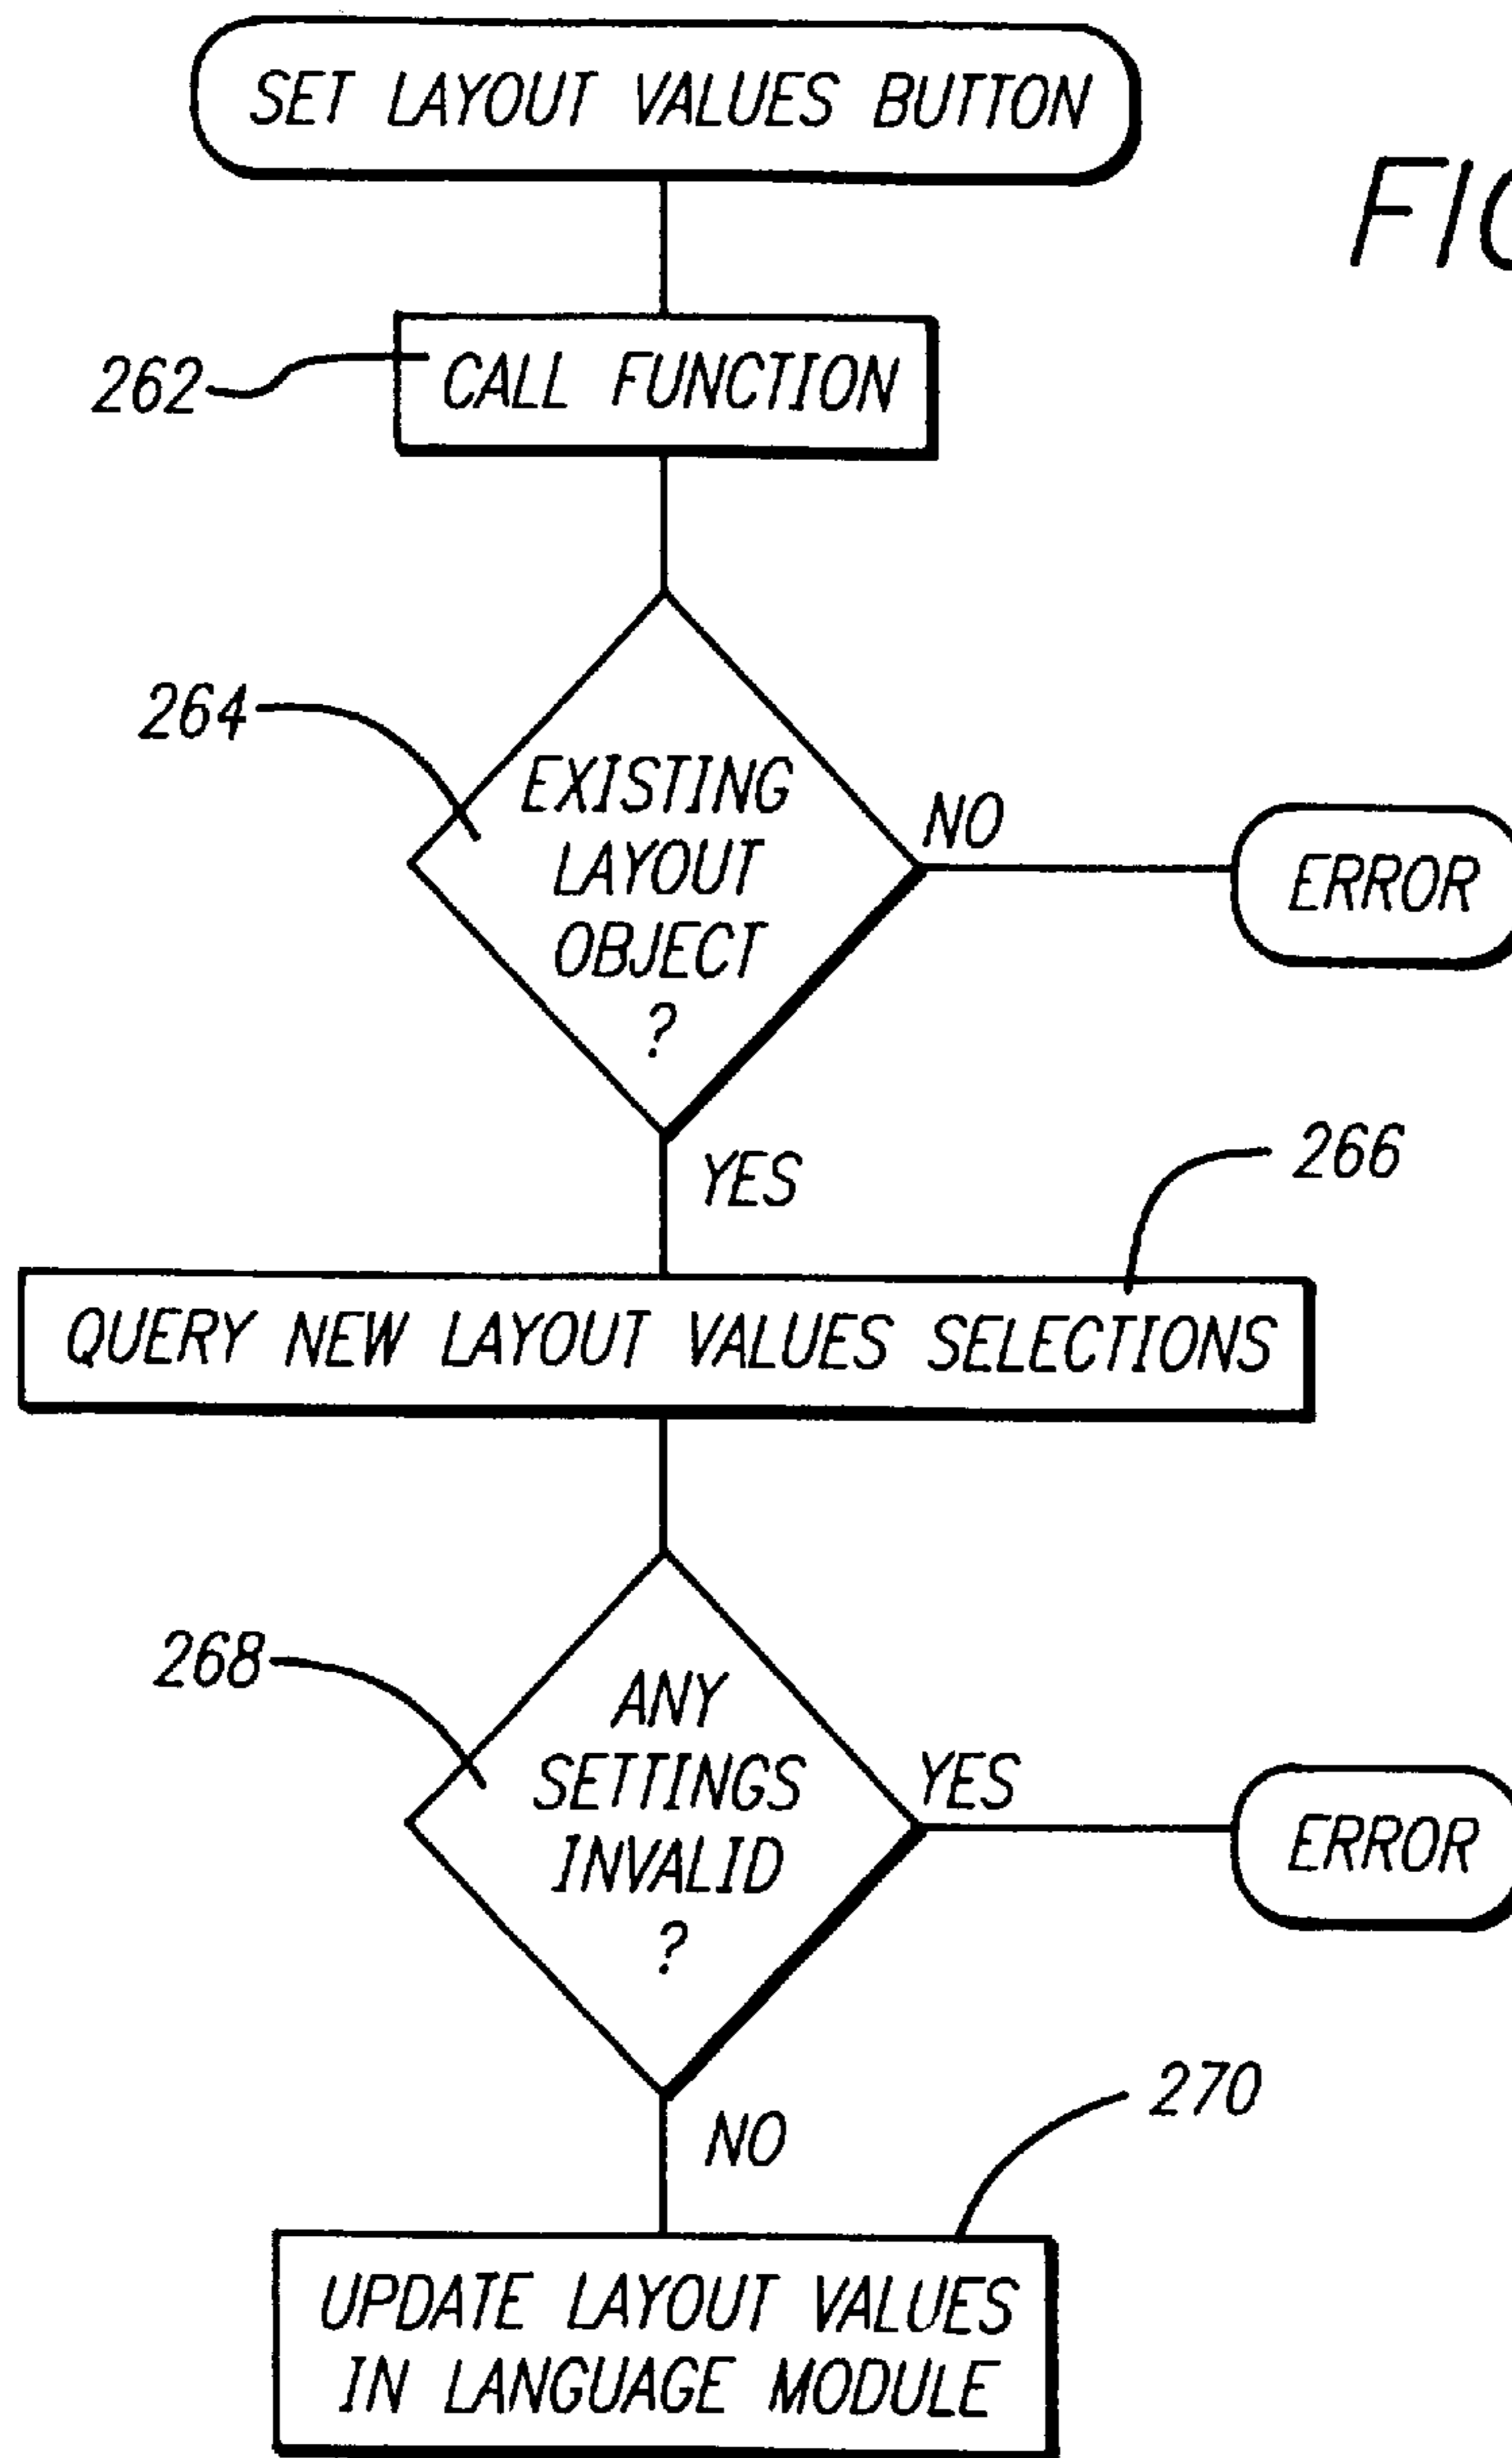 SET LAYOUT VALUES BUTTON
262
CALL FUNCTION
264
EXISTING
LAYOUT
OBJECT
?
NO
ERROR
YES
266
QUERY NEW LAYOUT VALUES SELECTIONS
268
ANY
SETTINGS
INVALID
?
YES
ERROR
NO
270
UPDATE LAYOUT VALUES
IN LANGUAGE MODULE